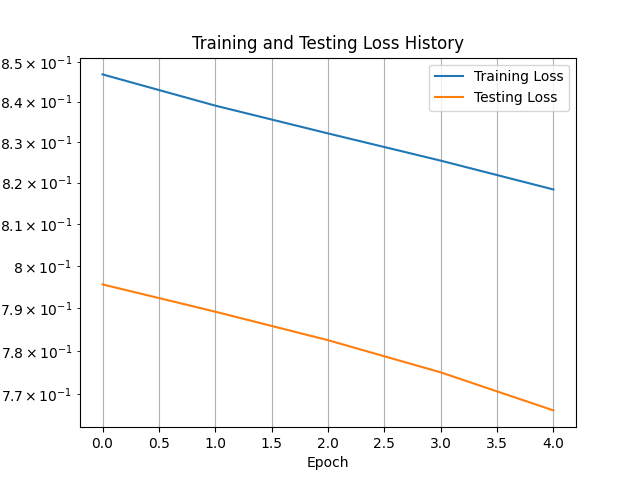 Training and Testing Loss History
8.5 × 10⁻¹
8.4 × 10⁻¹
8.3 × 10⁻¹
8.2 × 10⁻¹
8.1 × 10⁻¹
8 × 10⁻¹
7.9 × 10⁻¹
7.8 × 10⁻¹
7.7 × 10⁻¹
Training Loss
Testing Loss
0.0 0.5 1.0 1.5 2.0 2.5 3.0 3.5 4.0
Epoch